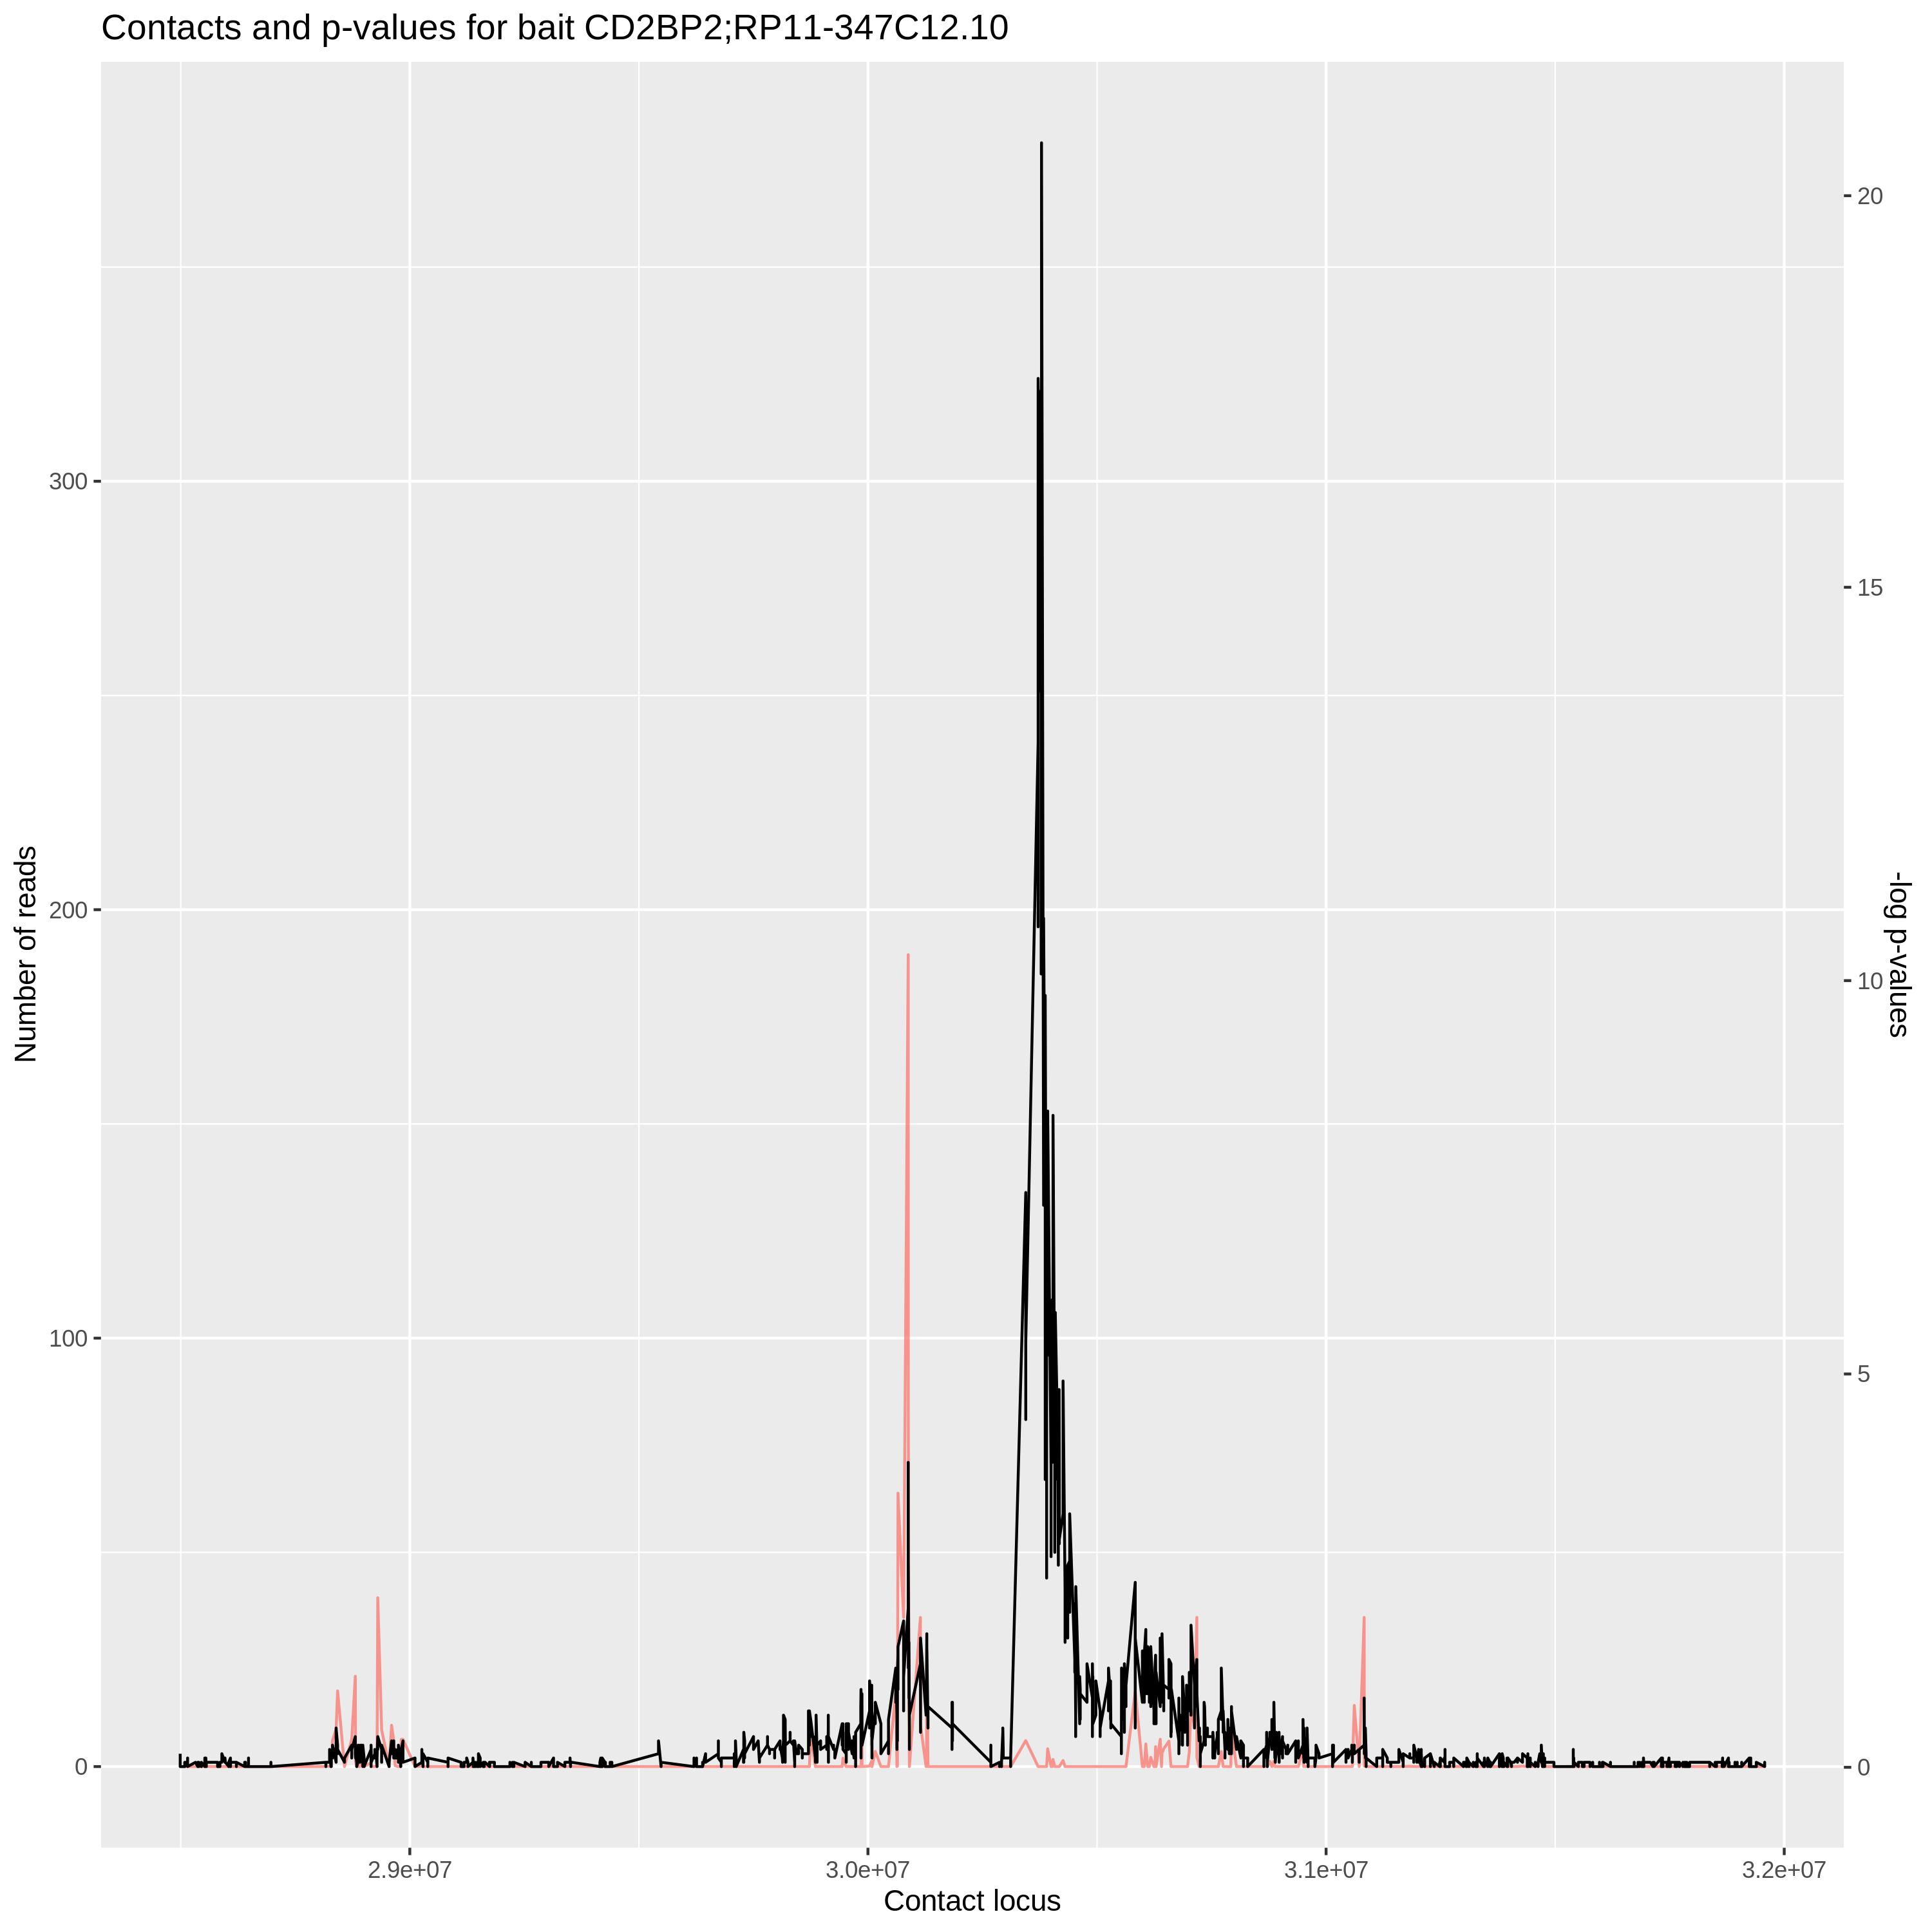 Contacts and p-values for bait CD2BP2;RP11-347C12.10
Number of reads
300
200
100
0
20
15
10
5
0
-log p-values
2.9e+07
3.0e+07
3.1e+07
3.2e+07
Contact locus